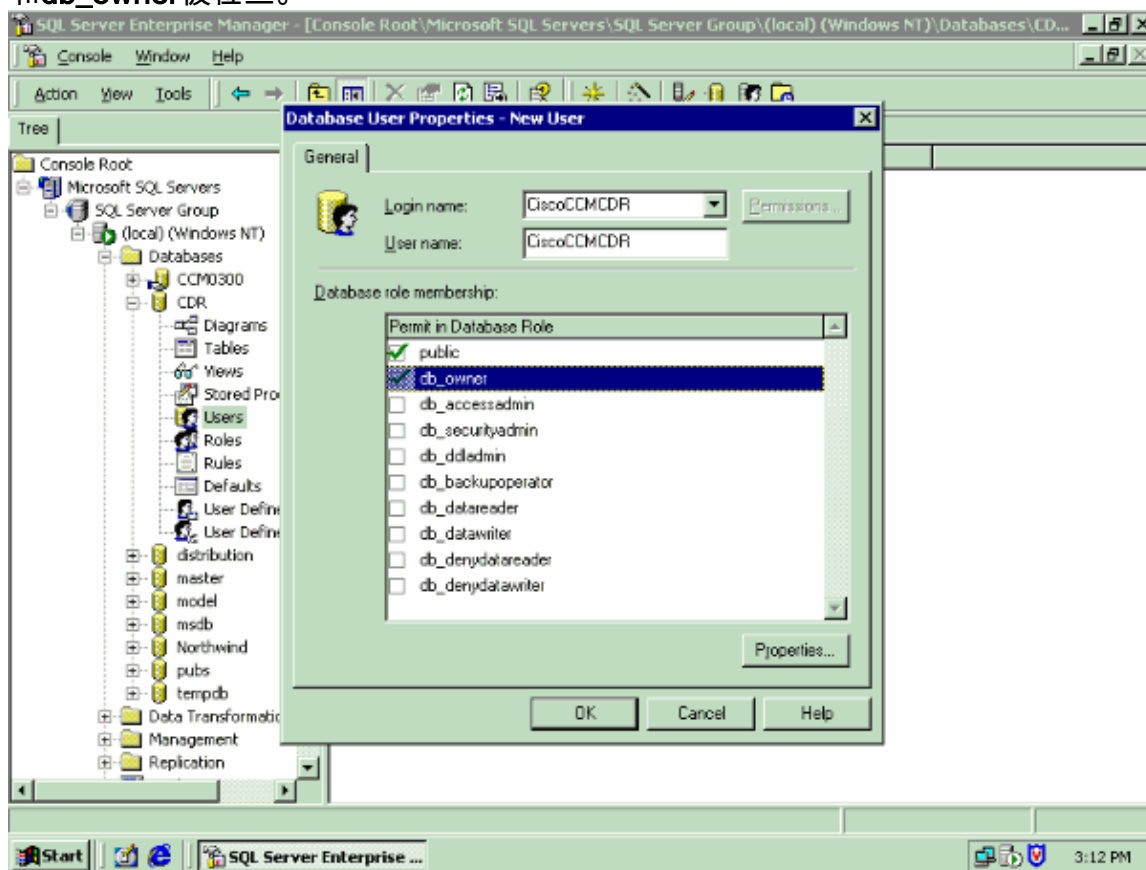 和db_owner被检查。
SQL Server Enterprise Manager - [Console Root\Microsoft SQL Servers\SQL Server Group\(local) (Windows NT)\Databases\CD...
Console Window Help
Action View Tools
Tree
Console Root
Microsoft SQL Servers
SQL Server Group
(local) (Windows NT)
Databases
CCM0300
CDR
Diagrams
Tables
Views
Stored Pro
Users
Roles
Rules
Defaults
User Define
User Define
distribution
master
model
msdb
Northwind
pubs
tempdb
Data Transformatic
Management
Replication
Database User Properties - New User
General
Login name: CiscoCCMCDR Permissions...
User name: CiscoCCMCDR
Database role membership:
Permit in Database Role
public
db_owner
db_accessadmin
db_securityadmin
db_ddladmin
db_backupoperator
db_datareader
db_datawriter
db_denydatareader
db_denydatawriter
Properties...
OK Cancel Help
Start SQL Server Enterprise ... 3:12 PM